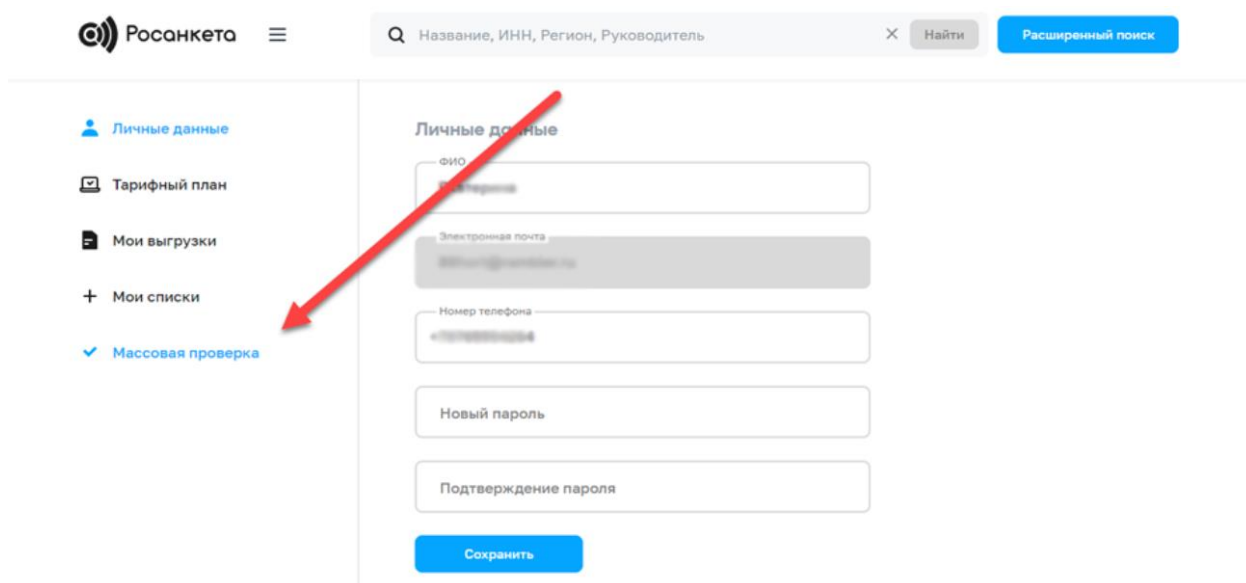 Росанкета
Название, ИНН, Регион, Руководитель
Найти
Расширенный поиск
Личные данные
Тарифный план
Мои выгрузки
Мои списки
Массовая проверка
Личные данные
ФИО
Электронная почта
Номер телефона
Новый пароль
Подтверждение пароля
Сохранить